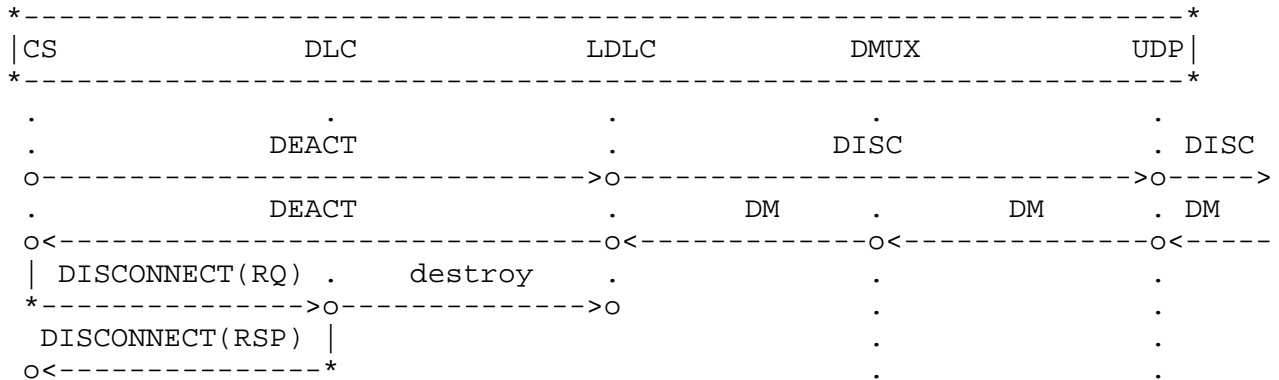 *------------------------------------------------------------------*
|CS                DLC               LDLC             DMUX              UDP|
*------------------------------------------------------------------*
.                 .                 .                .                 .
.              DEACT                .              DISC                . DISC
o-------------------------------->o------------------------------>o----->
.              DEACT                .        DM      .       DM        . DM
o<--------------------------------o<-------------o<---------------o<-----
| DISCONNECT(RQ) .     destroy      .                .                 .
*---------------->o--------------->o                .                 .
DISCONNECT(RSP) |                                   .                 .
o<---------------*                                  .                 .